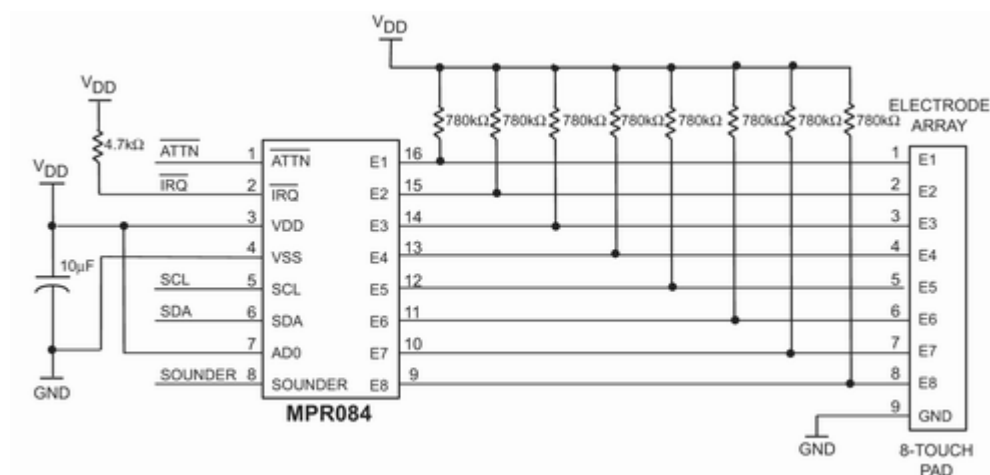 VDD
VDD
4.7kΩ
VDD
10μF
GND
ATTN
IRQ
SCL
SDA
SOUNDER
1
2
3
4
5
6
7
8
ATTN
IRQ
VDD
VSS
SCL
SDA
AD0
SOUNDER
E1
E2
E3
E4
E5
E6
E7
E8
16
15
14
13
12
11
10
9
MPR084
780kΩ 780kΩ 780kΩ 780kΩ 780kΩ 780kΩ 780kΩ 780kΩ
ELECTRODE
ARRAY
1 E1
2 E2
3 E3
4 E4
5 E5
6 E6
7 E7
8 E8
9 GND
GND
8-TOUCH
PAD